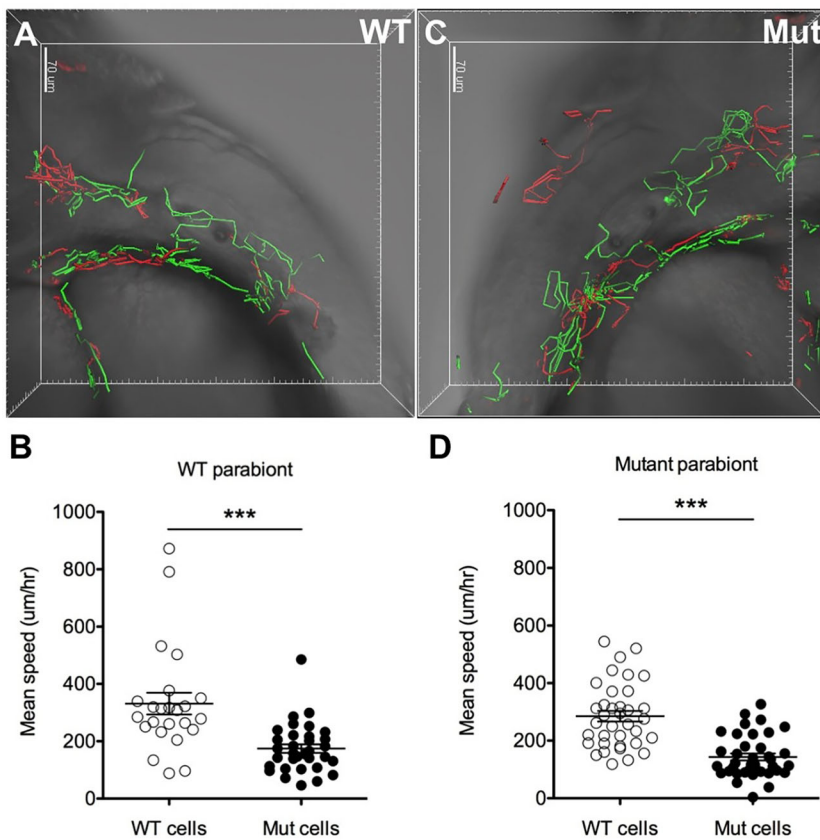 A WT
70 um
C Mut
70 um
B
WT parabiont
***
Mean speed (um/hr)
1000
800
600
400
200
0
WT cells Mut cells
D
Mutant parabiont
***
Mean speed (um/hr)
1000
800
600
400
200
0
WT cells Mut cells